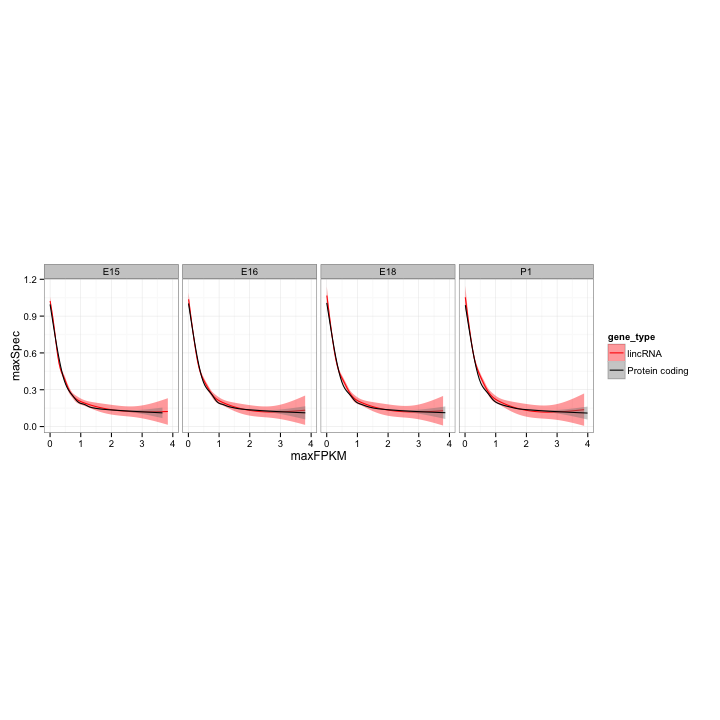 E15 E16 E18 P1
1.2
0.9
0.6
0.3
0.0
maxSpec
0 1 2 3 4 0 1 2 3 4 0 1 2 3 4 0 1 2 3 4
maxFPKM
gene_type
lincRNA
Protein coding